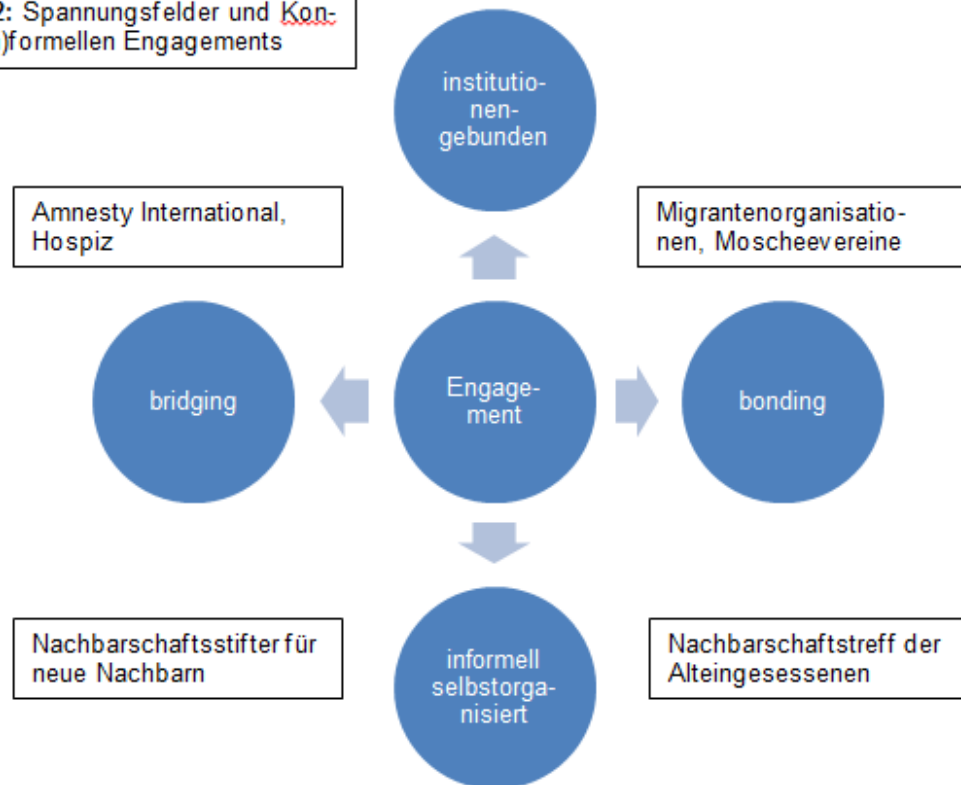 2: Spannungsfelder und Kon-
)formellen Engagements
institutio-
nen-
gebunden
Amnesty International,
Hospiz
Migrantenorganisatio-
nen, Moscheevereine
bridging
Engage-
ment
bonding
Nachbarschaftsstifter für
neue Nachbarn
informell
selbstorga-
nisiert
Nachbarschaftstreff der
Alteingesessenen